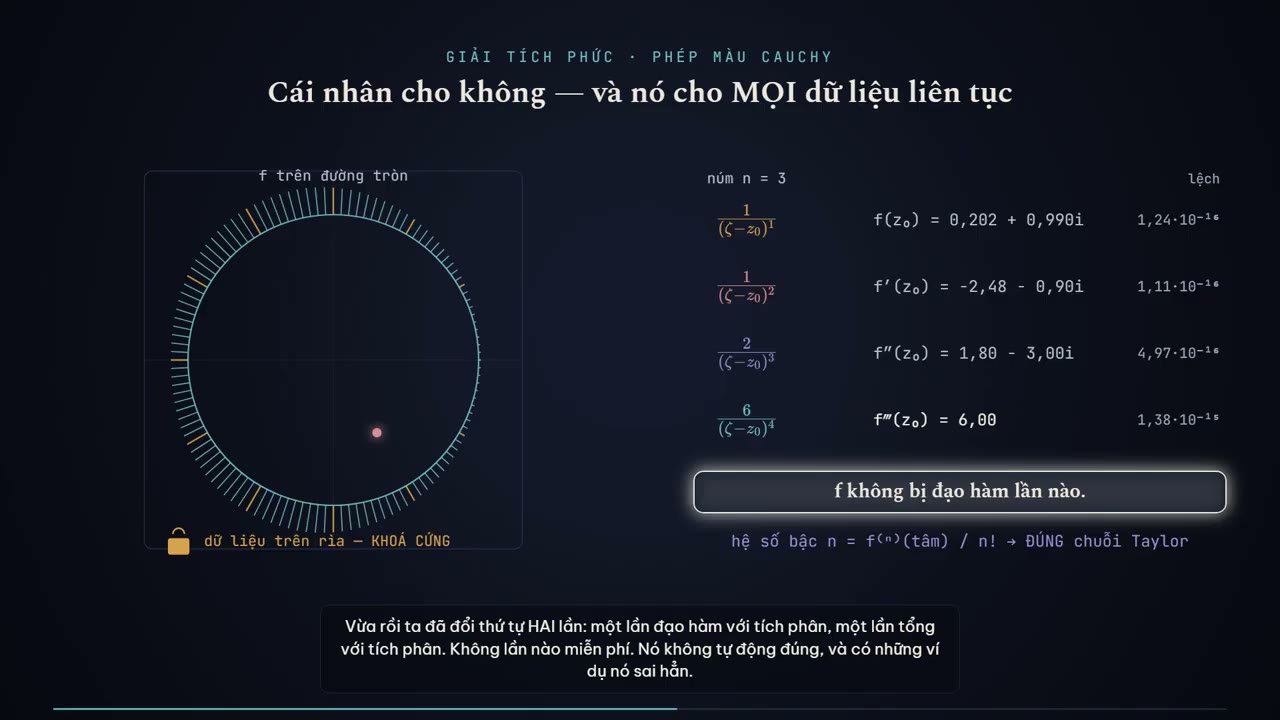 GIẢI TÍCH PHỨC · PHÉP MÀU CAUCHY
Cái nhân cho không — và nó cho MỌI dữ liệu liên tục
f trên đường tròn
dữ liệu trên rìa — KHOÁ CỨNG
núm n = 3
lệch
1/(ζ−z₀)¹ f(z₀) = 0,202 + 0,990i 1,24·10⁻¹⁶
1/(ζ−z₀)² f′(z₀) = -2,48 - 0,90i 1,11·10⁻¹⁶
2/(ζ−z₀)³ f″(z₀) = 1,80 - 3,00i 4,97·10⁻¹⁶
6/(ζ−z₀)⁴ f‴(z₀) = 6,00 1,38·10⁻¹⁵
f không bị đạo hàm lần nào.
hệ số bậc n = f⁽ⁿ⁾(tâm) / n! → ĐÚNG chuỗi Taylor
Vừa rồi ta đã đổi thứ tự HAI lần: một lần đạo hàm với tích phân, một lần tổng
với tích phân. Không lần nào miễn phí. Nó không tự động đúng, và có những ví
dụ nó sai hẳn.